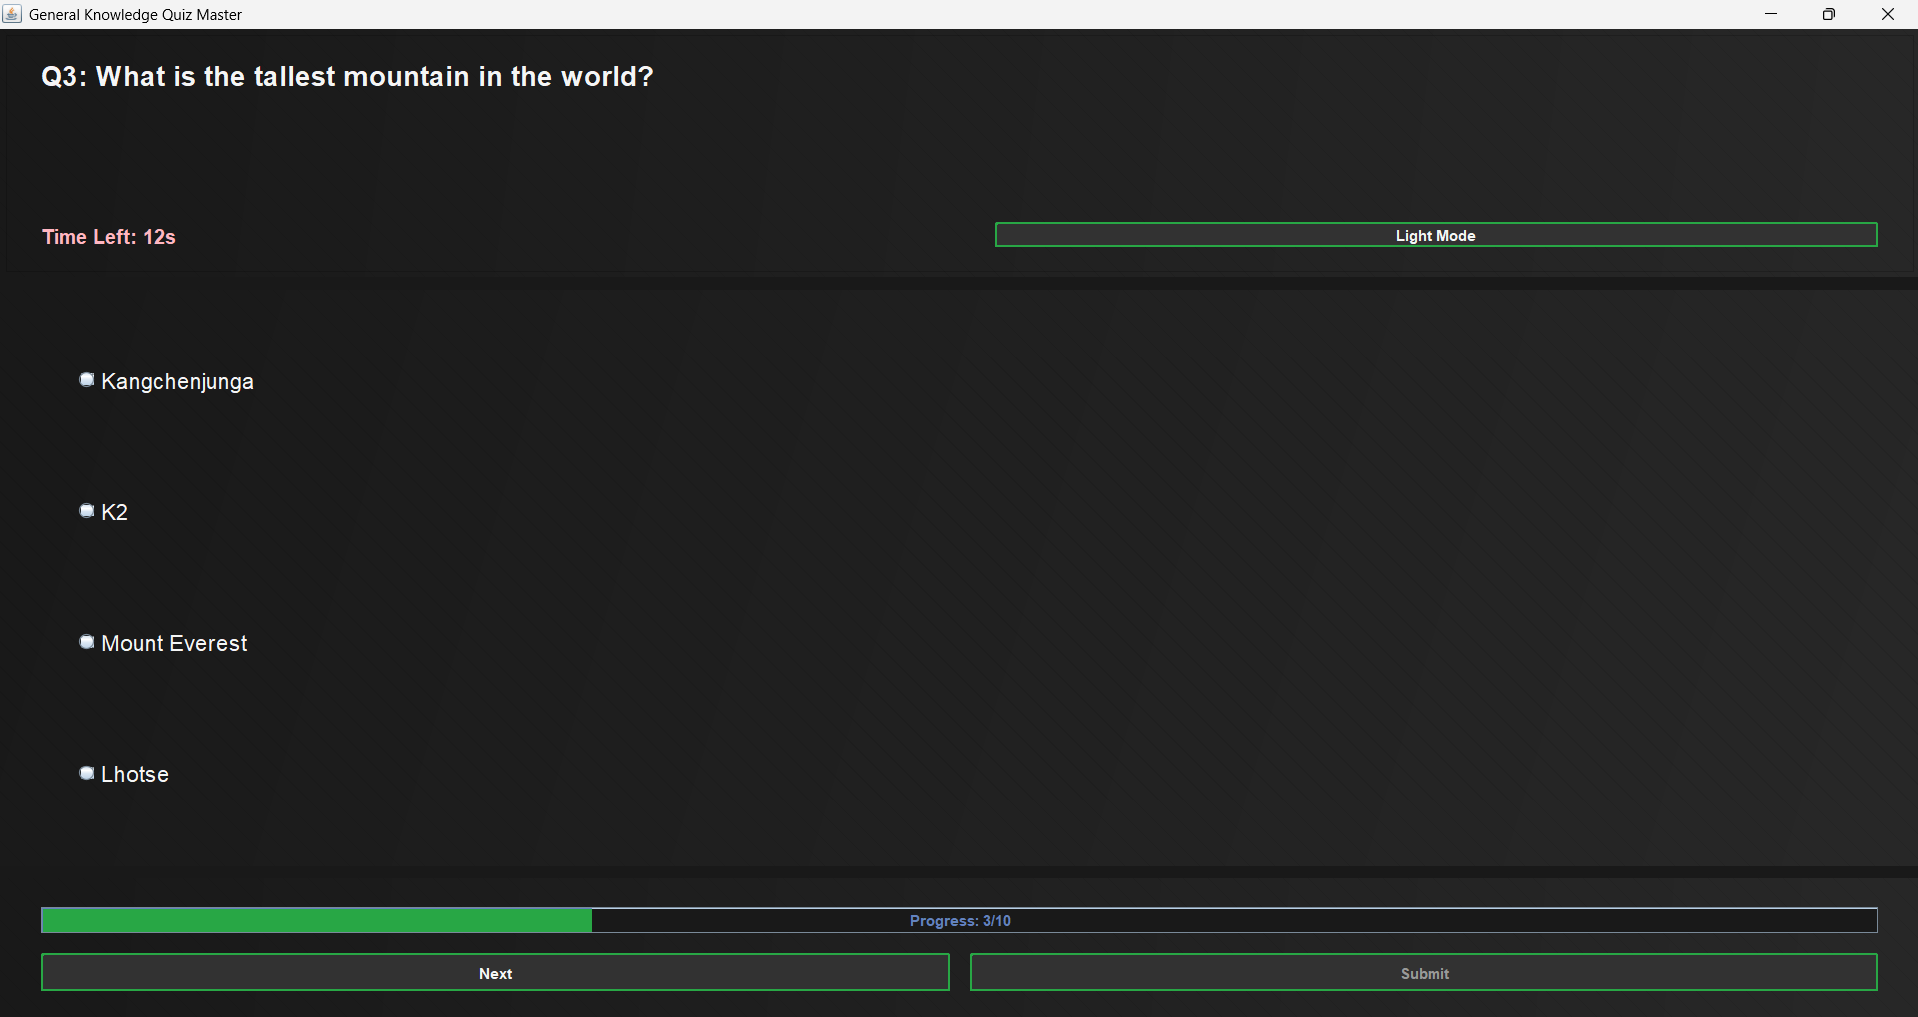 General Knowledge Quiz Master
Q3: What is the tallest mountain in the world?
Time Left: 12s
Light Mode
Kangchenjunga
K2
Mount Everest
Lhotse
Progress: 3/10
Next
Submit